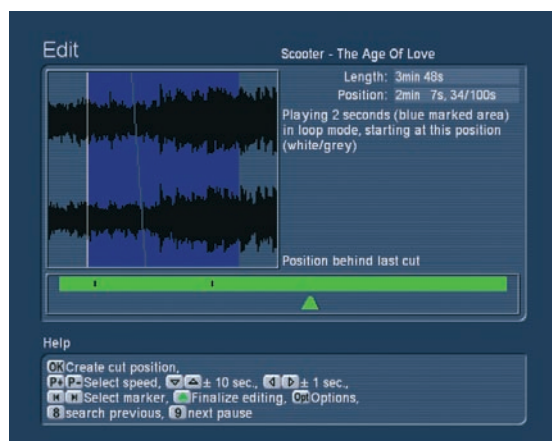 Edit
Scooter - The Age Of Love
Length: 3min 48s
Position: 2min 7s, 34/100s
Playing 2 seconds (blue marked area)
in loop mode, starting at this position
(white/grey)
Position behind last cut
Help
OK Create cut position,
P+ P- Select speed, ± 10 sec., ± 1 sec.,
Select marker, Finalize editing, Opt Options,
8 search previous, 9 next pause